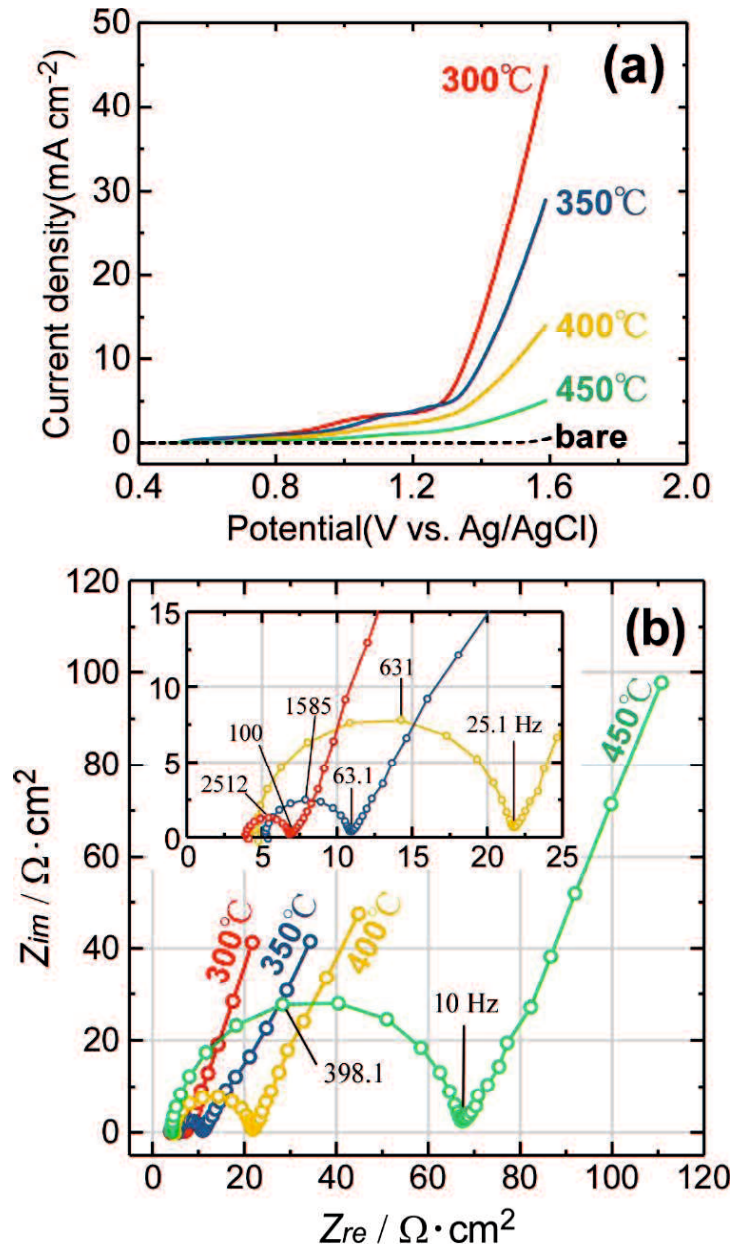 50
(a)
40
30
20
10
0
Current density(mA cm-2)
300℃
350℃
400℃
450℃
bare
0.4 0.8 1.2 1.6 2.0
Potential(V vs. Ag/AgCl)
120
100
80
60
40
20
0
Zim / Ω·cm2
(b)
15
10
5
0
0 5 10 15 20 25
2512
100
1585
631
63.1
25.1 Hz
300℃
350℃
400℃
450℃
398.1
10 Hz
0 20 40 60 80 100 120
Zre / Ω·cm2